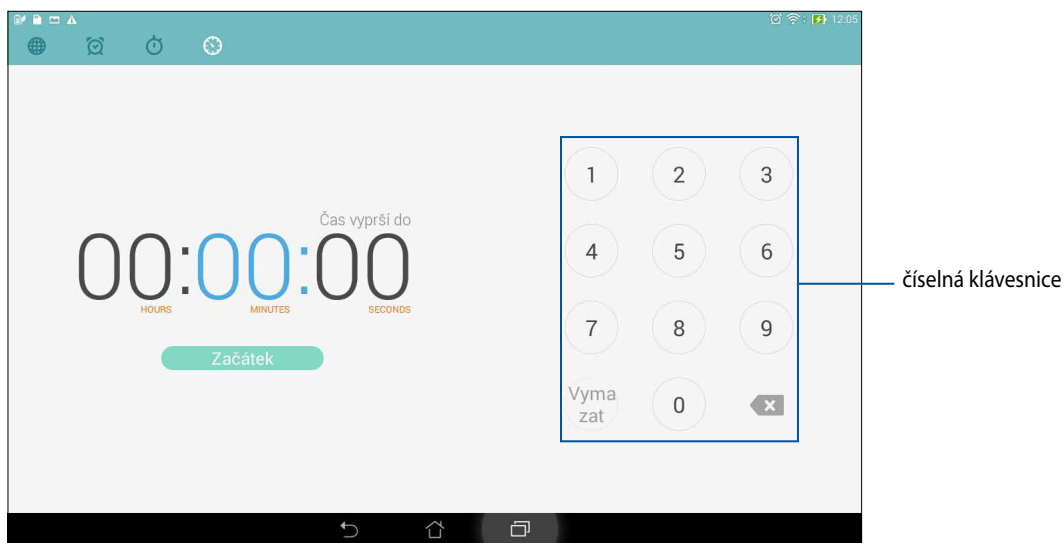 12:05
Čas vyprší do
00:00:00
HOURS MINUTES SECONDS
Začátek
1 2 3
4 5 6
7 8 9
Vyma
zat
0
číselná klávesnice